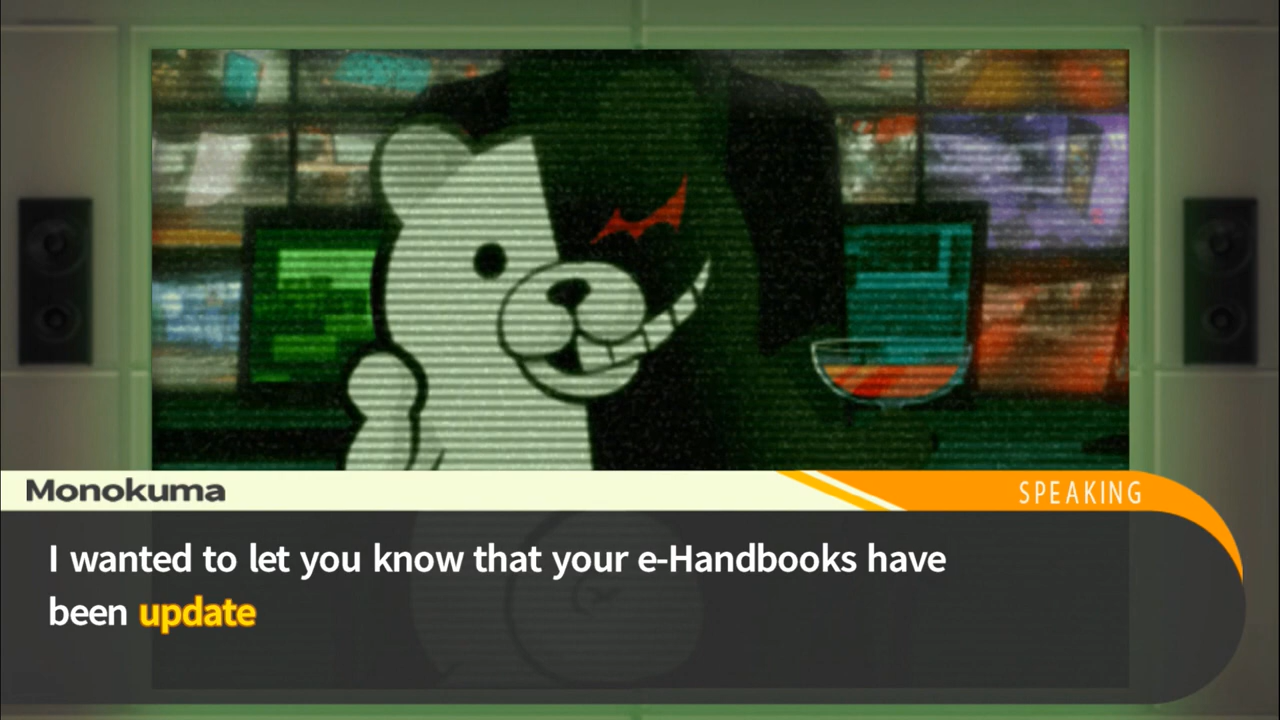 Monokuma
SPEAKING
I wanted to let you know that your e-Handbooks have
been update